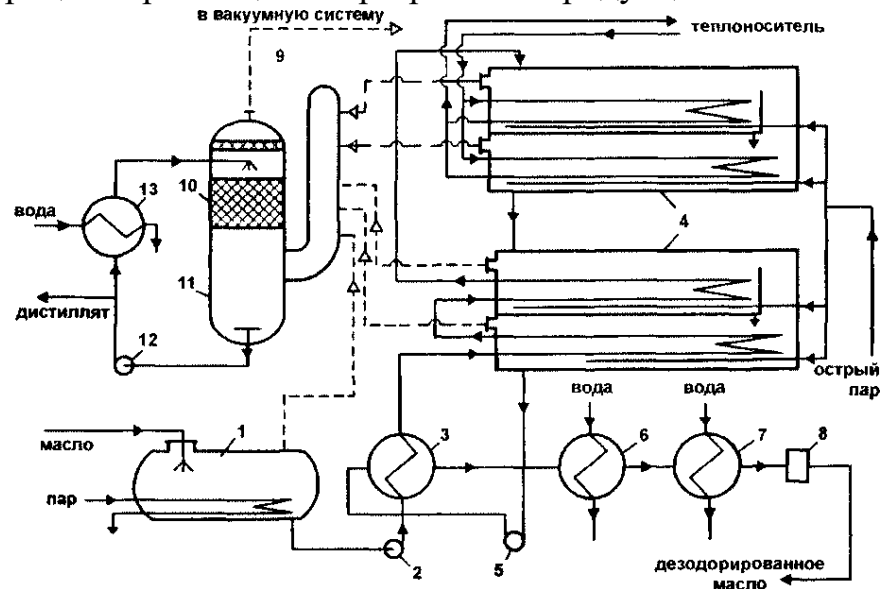 в вакуумную систему
теплоноситель
9
13
10
вода
4
11
дистиллят
12
острый
пар
вода
вода
масло
1
3
6
7
8
пар
2
5
дезодорированное
масло